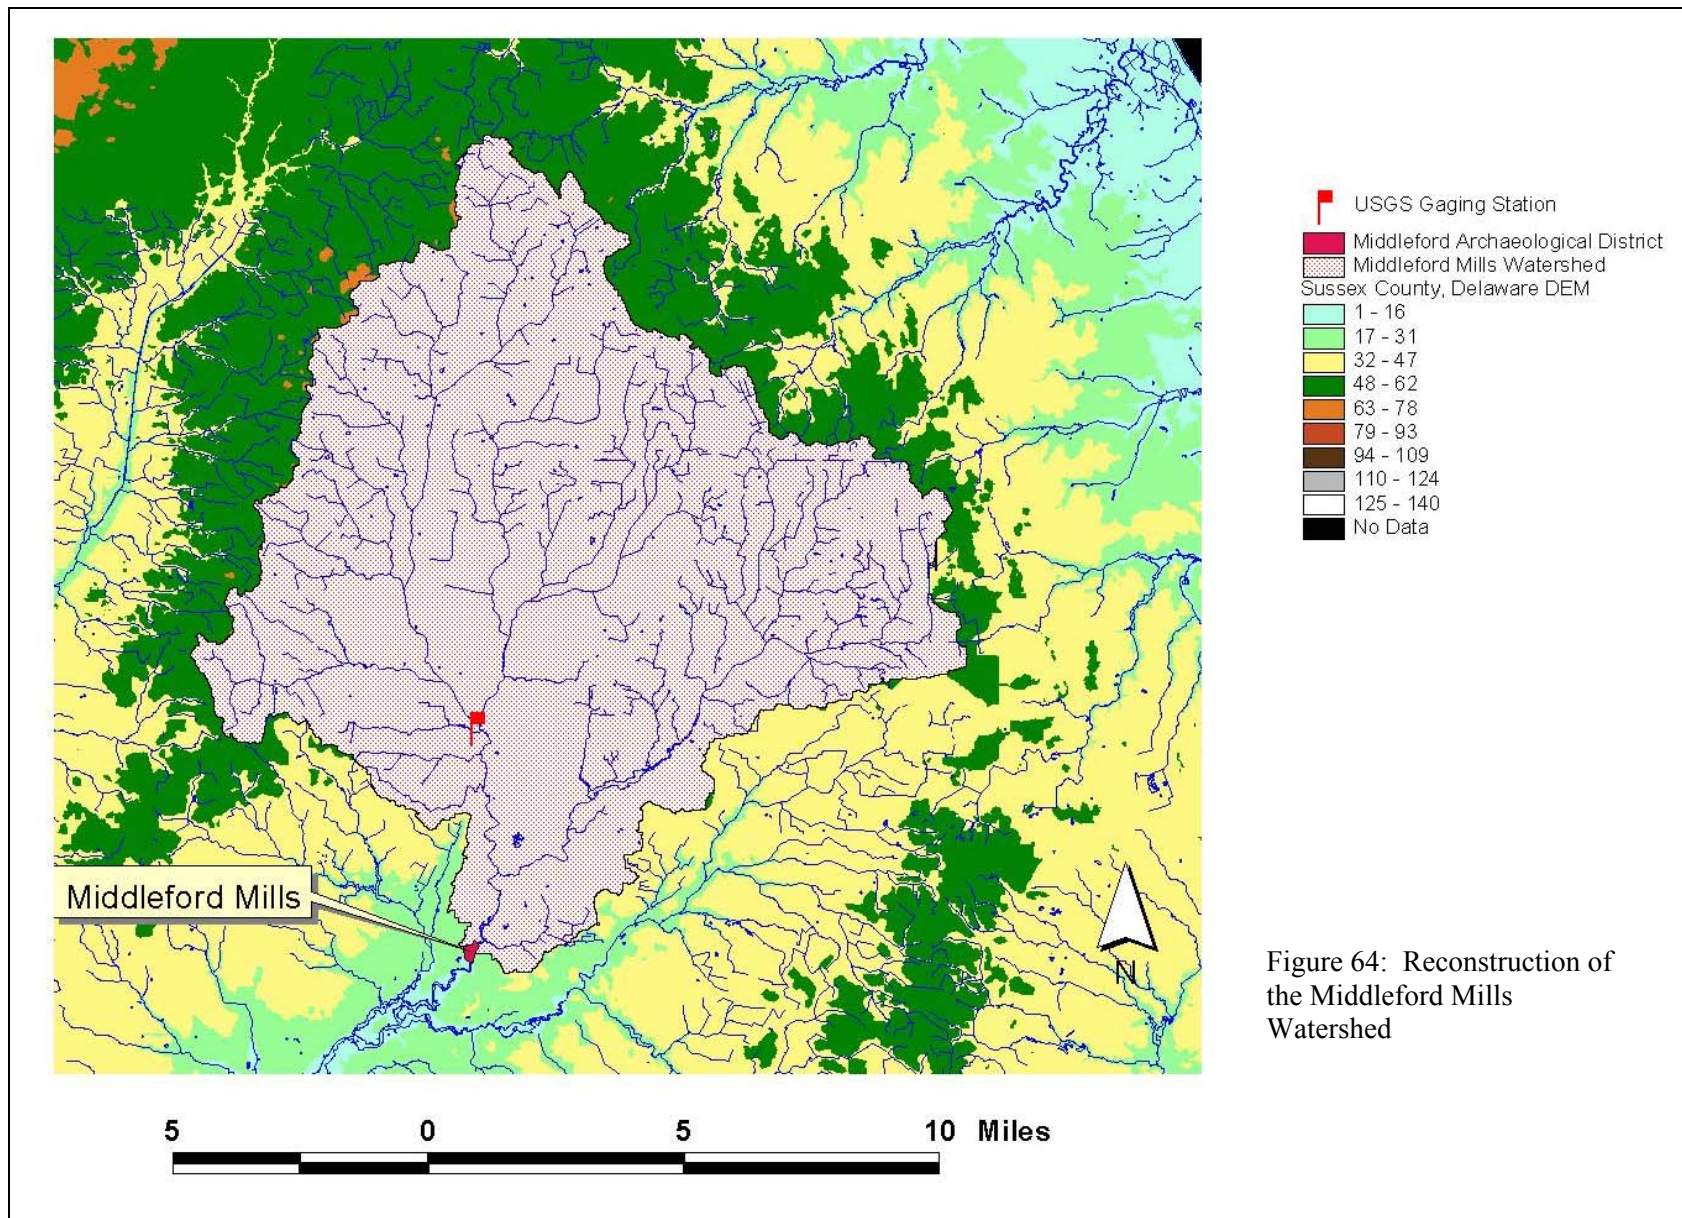 USGS Gaging Station
Middleford Archaeological District
Middleford Mills Watershed
Sussex County, Delaware DEM
1 - 16
17 - 31
32 - 47
48 - 62
63 - 78
79 - 93
94 - 109
110 - 124
125 - 140
No Data
Middleford Mills
N
Figure 64: Reconstruction of
the Middleford Mills
Watershed
5 0 5 10 Miles